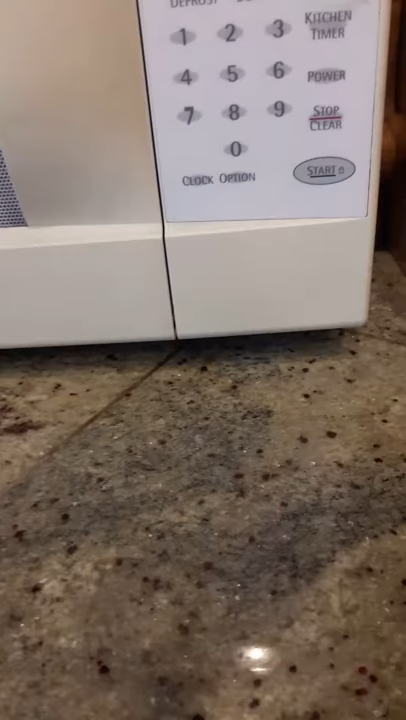 DEFROST
1 2 3 KITCHEN TIMER
4 5 6 POWER
7 8 9 STOP CLEAR
0
CLOCK OPTION START